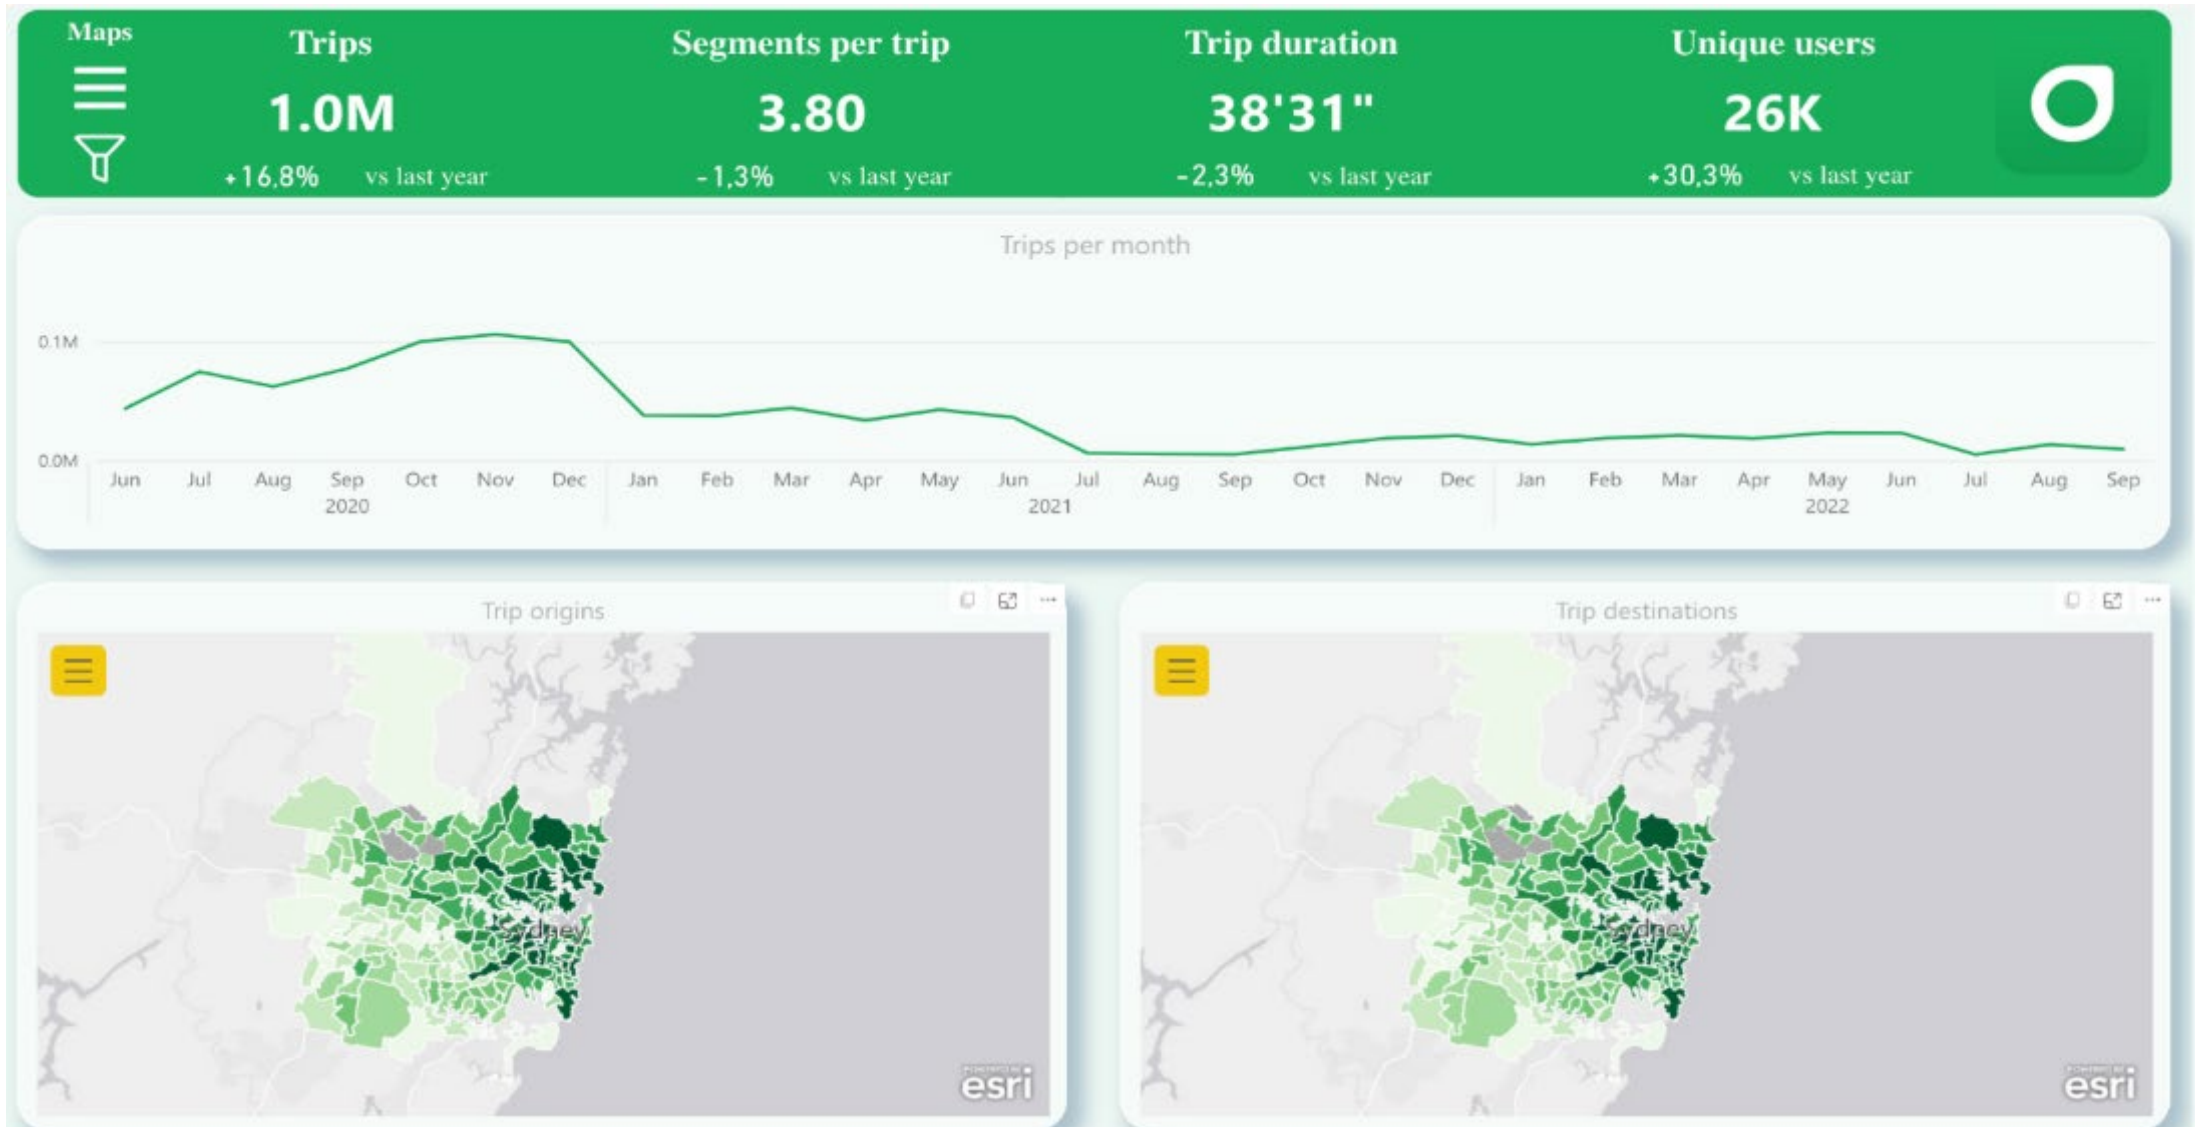 Maps
Trips
Segments per trip
Trip duration
Unique users
1.0M
3.80
38'31"
26K
+16,8% vs last year
-1,3% vs last year
-2,3% vs last year
+30,3% vs last year
Trips per month
0.1M
0.0M
Jun Jul Aug Sep Oct Nov Dec Jan Feb Mar Apr May Jun Jul Aug Sep Oct Nov Dec Jan Feb Mar Apr May Jun Jul Aug Sep
2020 2021 2022
Trip origins
Trip destinations
Sydney
Sydney
POWERED BY
esri
POWERED BY
esri